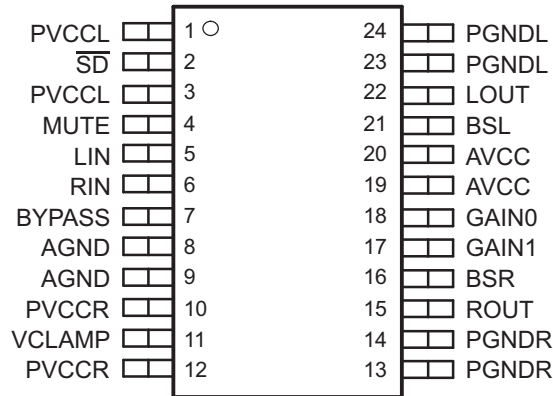 PVCCL 1 24 PGNDL
SD 2 23 PGNDL
PVCCL 3 22 LOUT
MUTE 4 21 BSL
LIN 5 20 AVCC
RIN 6 19 AVCC
BYPASS 7 18 GAIN0
AGND 8 17 GAIN1
AGND 9 16 BSR
PVCCR 10 15 ROUT
VCLAMP 11 14 PGNDR
PVCCR 12 13 PGNDR